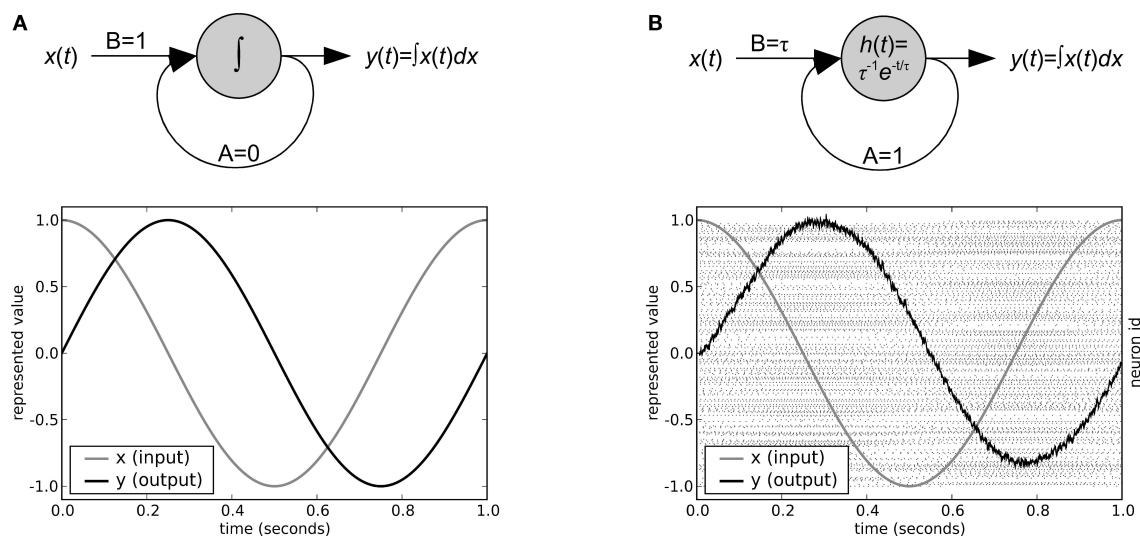 A
x(t)
B=1
∫
y(t)=∫x(t)dx
A=0
1.0
0.5
0.0
-0.5
-1.0
represented value
x (input)
y (output)
0.0 0.2 0.4 0.6 0.8 1.0
time (seconds)
B
x(t)
B=τ
h(t)=
τ⁻¹e⁻ᵗ/τ
y(t)=∫x(t)dx
A=1
1.0
0.5
0.0
-0.5
-1.0
represented value
neuron id
x (input)
y (output)
0.0 0.2 0.4 0.6 0.8 1.0
time (seconds)